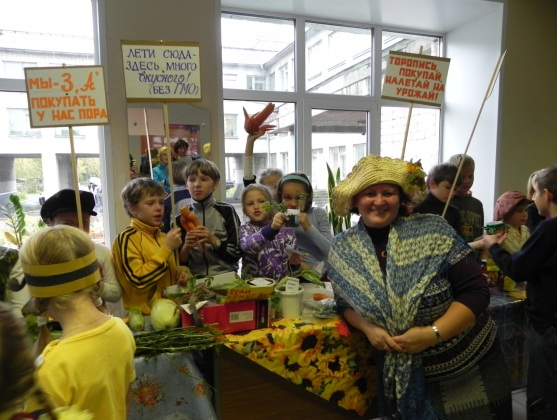 МЫ - 3„А"
ПОКУПАТЬ
У НАС ПОРА
ЛЕТИ СЮДА-
ЗДЕСЬ МНОГО
ВКУСНОГО!
(БЕЗ ГМО)
ТОРОПИСЬ
ПОКУПАЙ,
НАЛЕТАЙ НА
УРОЖАЙ!